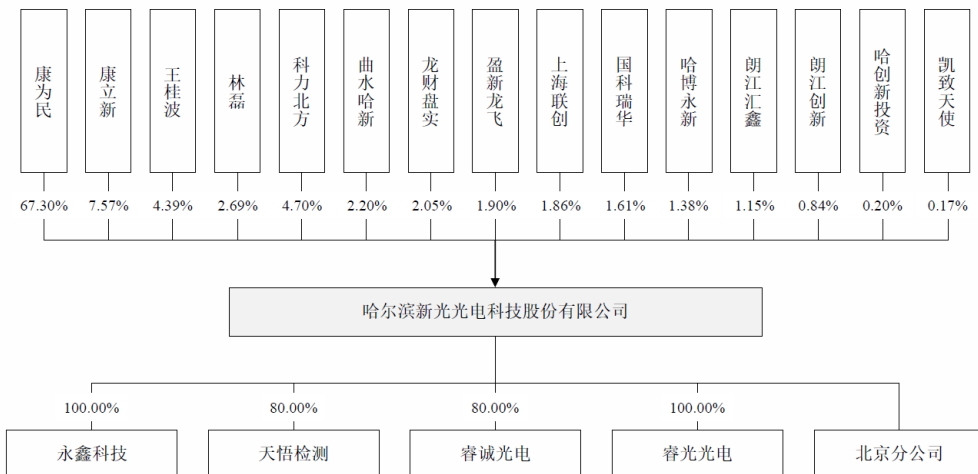 康为民
康立新
王桂波
林磊
科力北方
曲水哈新
龙财盘实
盈新龙飞
上海联创
国科瑞华
哈博永新
朗江汇鑫
朗江创新
哈创新投资
凯致天使
67.30% 7.57% 4.39% 2.69% 4.70% 2.20% 2.05% 1.90% 1.86% 1.61% 1.38% 1.15% 0.84% 0.20% 0.17%
哈尔滨新光光电科技股份有限公司
100.00% 80.00% 80.00% 100.00%
永鑫科技 天悟检测 睿诚光电 睿光光电 北京分公司